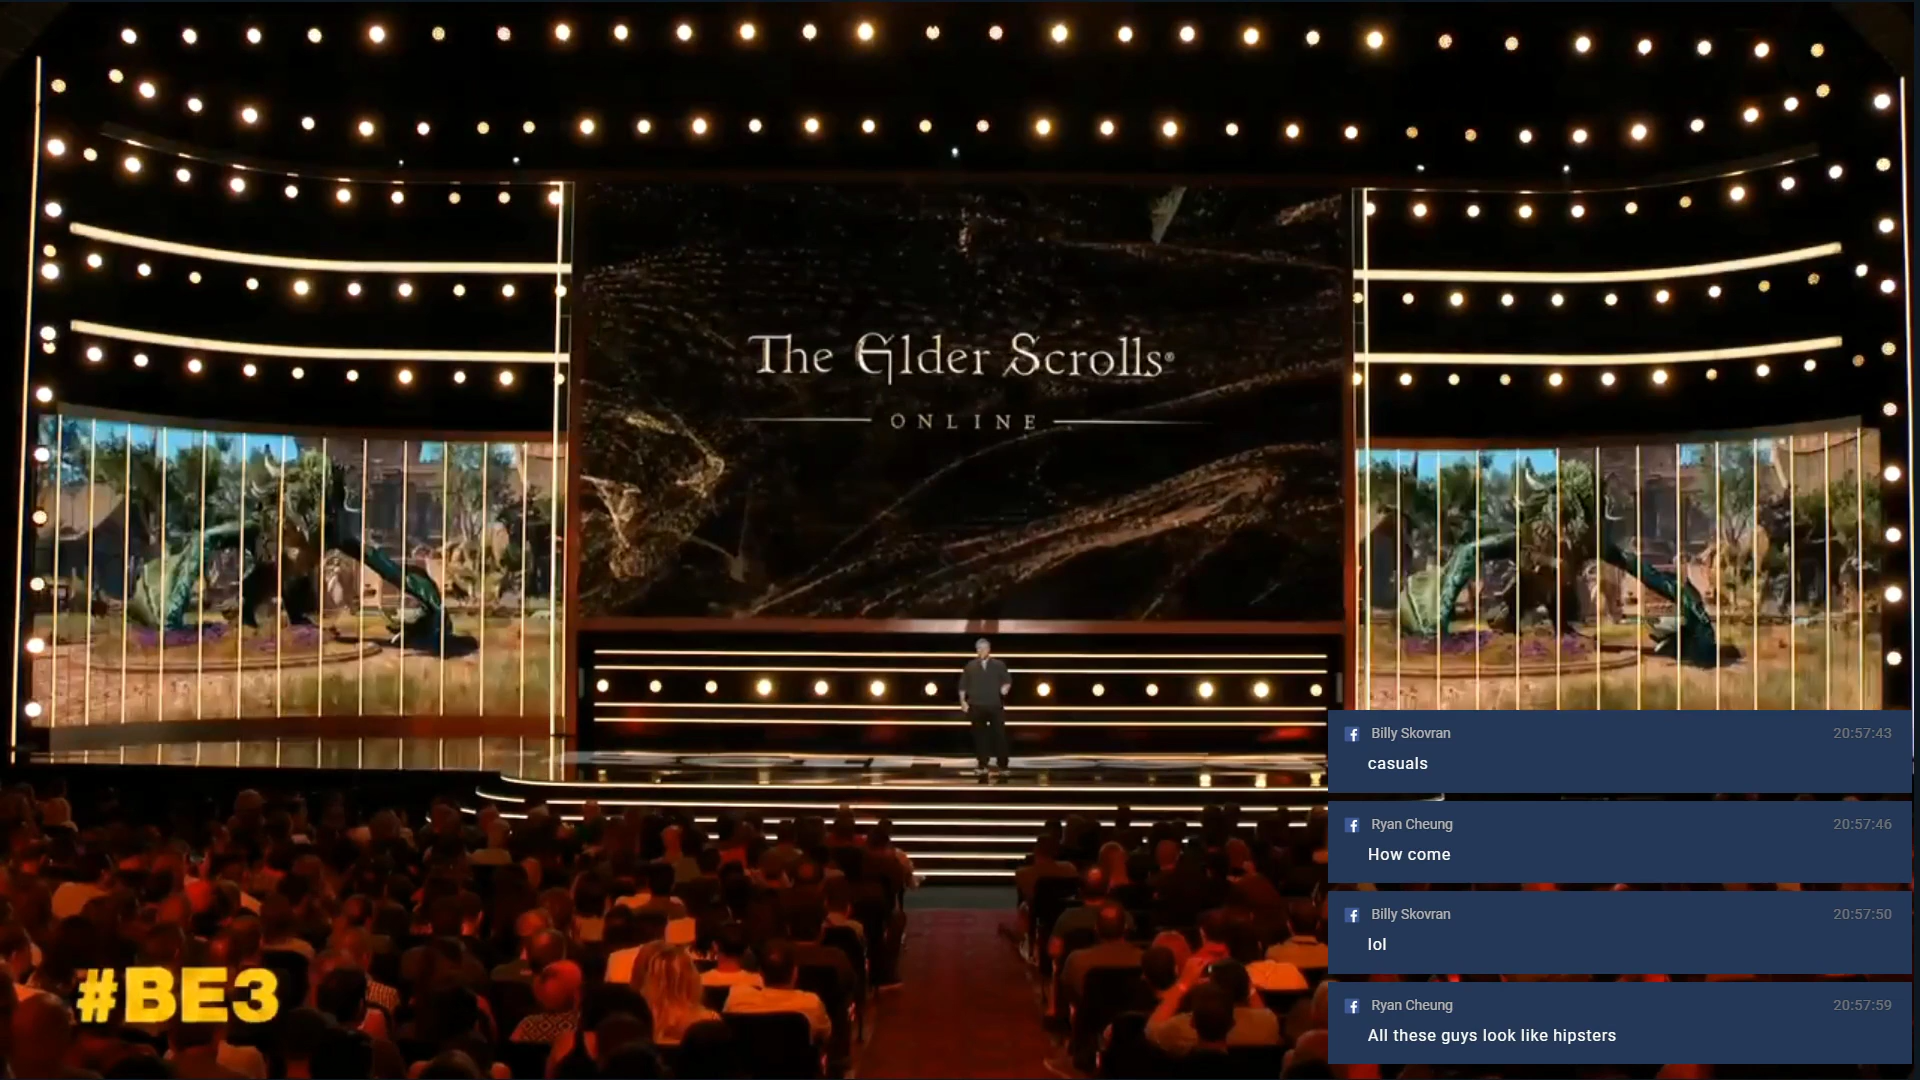 The Elder Scrolls®
ONLINE
#BE3
Billy Skovran 20:57:43
casuals
Ryan Cheung 20:57:46
How come
Billy Skovran 20:57:50
lol
Ryan Cheung 20:57:59
All these guys look like hipsters